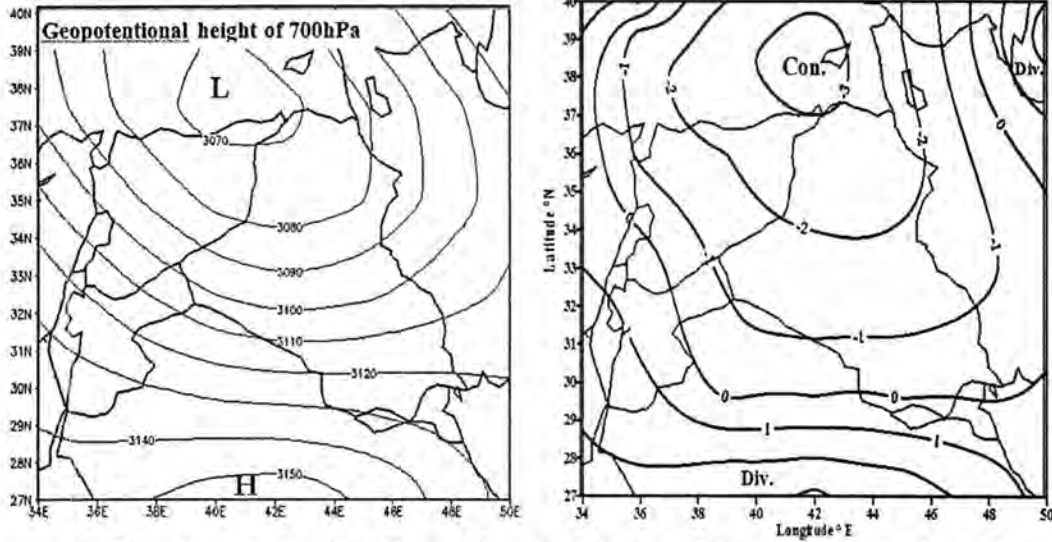 Geopotentional height of 700hPa
40N
39N
38N
37N
36N
35N
34N
33N
32N
31N
30N
29N
28N
27N
L
3070
3080
3090
3100
3110
3120
3140
3150
H
34E
36E
38E
40E
42E
44E
46E
48E
50E
40
39
38
37
36
35
34
33
32
31
30
29
28
27
Latitude °N
Con.
Div.
-1
-2
0
-2
-2
-1
-1
-1
0
0
1
1
Div.
34
36
38
40
42
44
46
48
50
Longitude °E